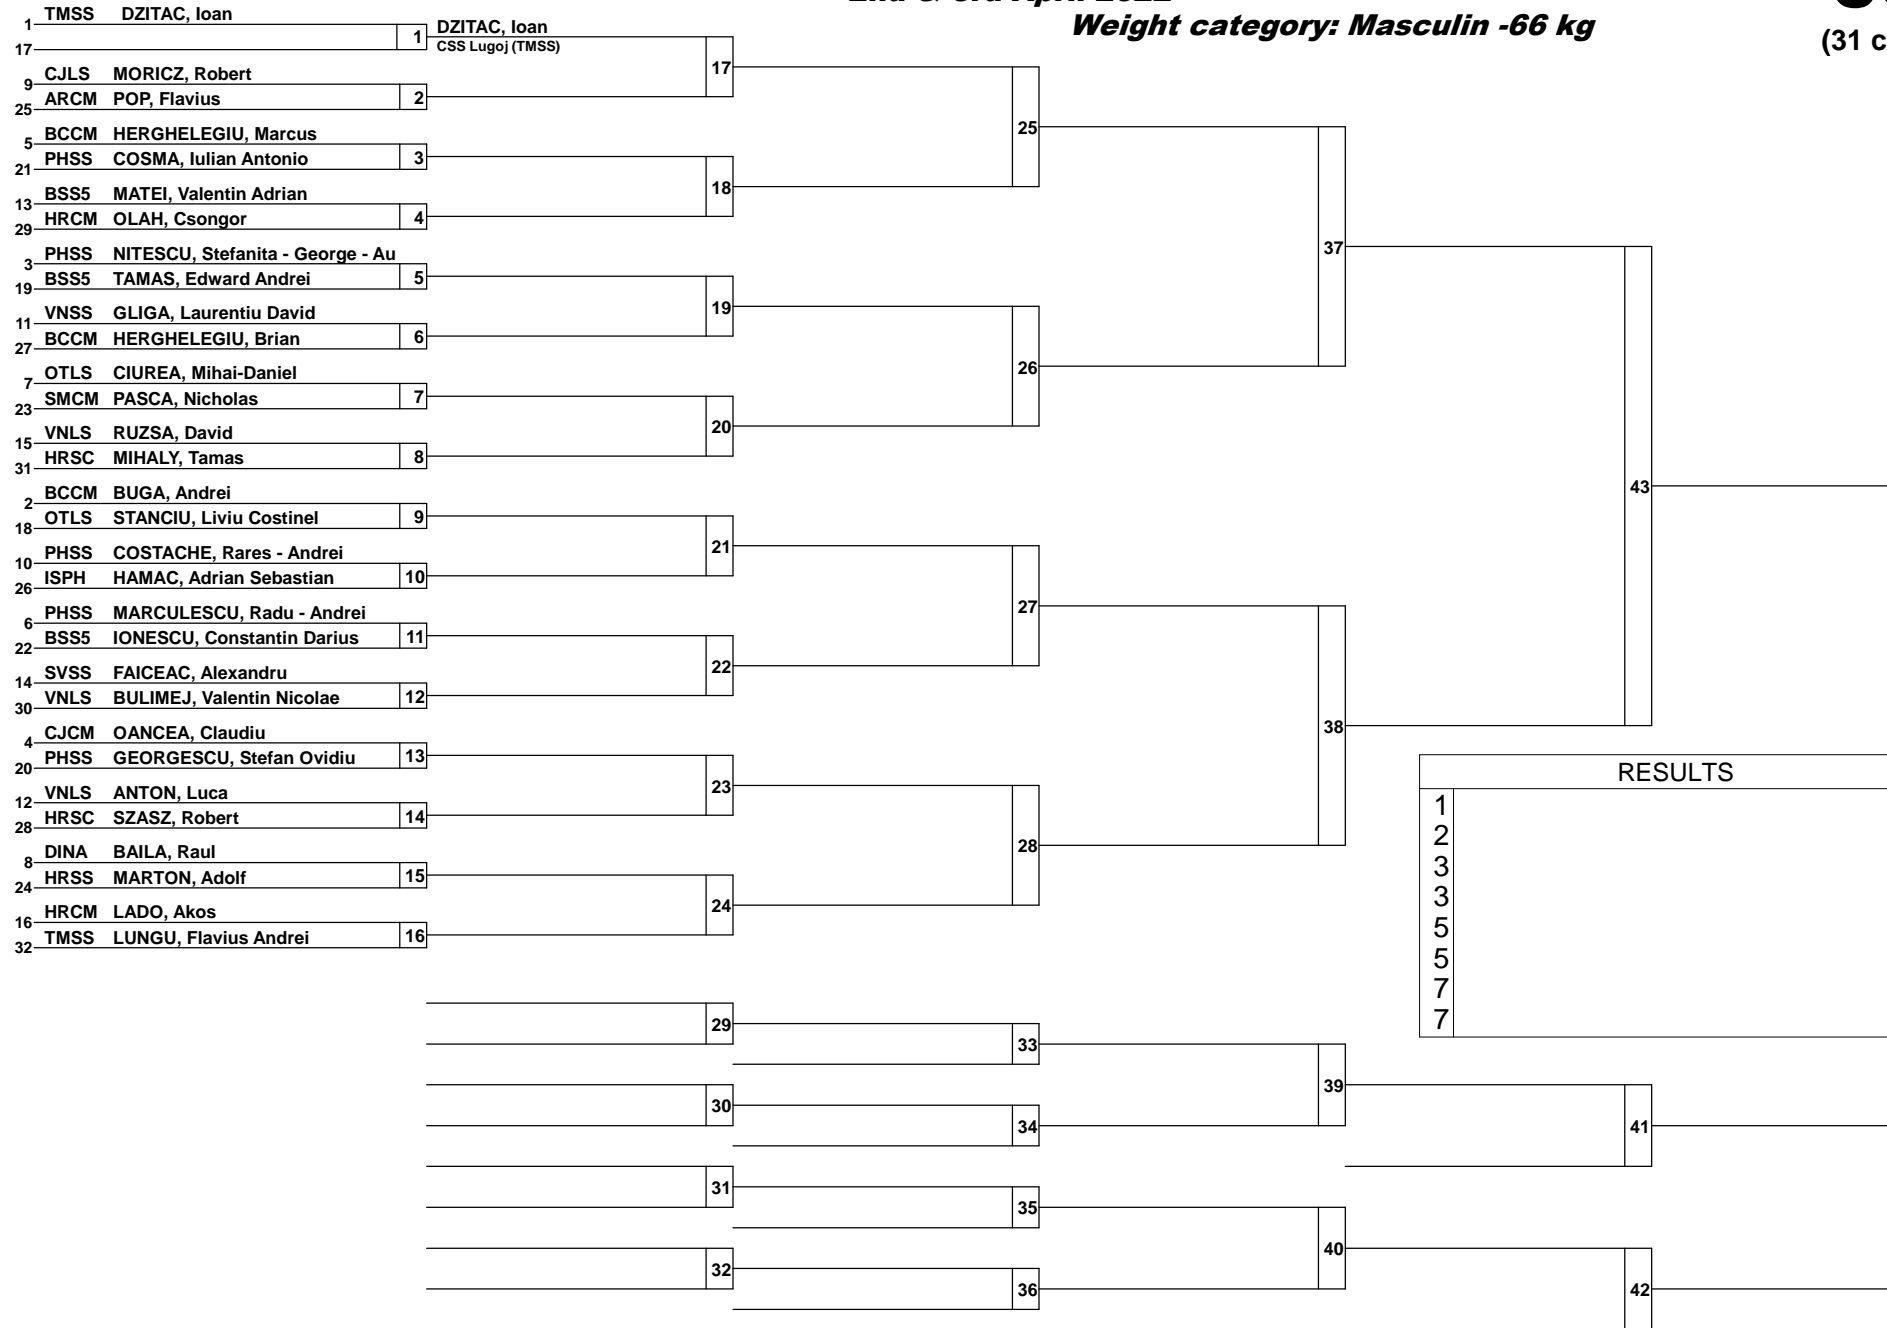 2nd & 3rd April 2022
Weight category: Masculin -66 kg
(31 c
1 TMSS DZITAC, Ioan
17
1 DZITAC, Ioan
CSS Lugoj (TMSS)
9 CJLS MORICZ, Robert
25 ARCM POP, Flavius
2
5 BCCM HERGHELEGIU, Marcus
21 PHSS COSMA, Iulian Antonio
3
13 BSS5 MATEI, Valentin Adrian
29 HRCM OLAH, Csongor
4
3 PHSS NITESCU, Stefanita - George - Au
19 BSS5 TAMAS, Edward Andrei
5
11 VNSS GLIGA, Laurentiu David
27 BCCM HERGHELEGIU, Brian
6
7 OTLS CIUREA, Mihai-Daniel
23 SMCM PASCA, Nicholas
7
15 VNLS RUZSA, David
31 HRSC MIHALY, Tamas
8
2 BCCM BUGA, Andrei
18 OTLS STANCIU, Liviu Costinel
9
10 PHSS COSTACHE, Rares - Andrei
26 ISPH HAMAC, Adrian Sebastian
10
6 PHSS MARCULESCU, Radu - Andrei
22 BSS5 IONESCU, Constantin Darius
11
14 SVSS FAICEAC, Alexandru
30 VNLS BULIMEJ, Valentin Nicolae
12
4 CJCM OANCEA, Claudiu
20 PHSS GEORGESCU, Stefan Ovidiu
13
12 VNLS ANTON, Luca
28 HRSC SZASZ, Robert
14
8 DINA BAILA, Raul
24 HRSS MARTON, Adolf
15
16 HRCM LADO, Akos
32 TMSS LUNGU, Flavius Andrei
16
17
18
19
20
21
22
23
24
25
26
27
28
37
38
43
RESULTS
1
2
3
3
5
5
7
7
29
30
31
32
33
34
35
36
39
40
41
42